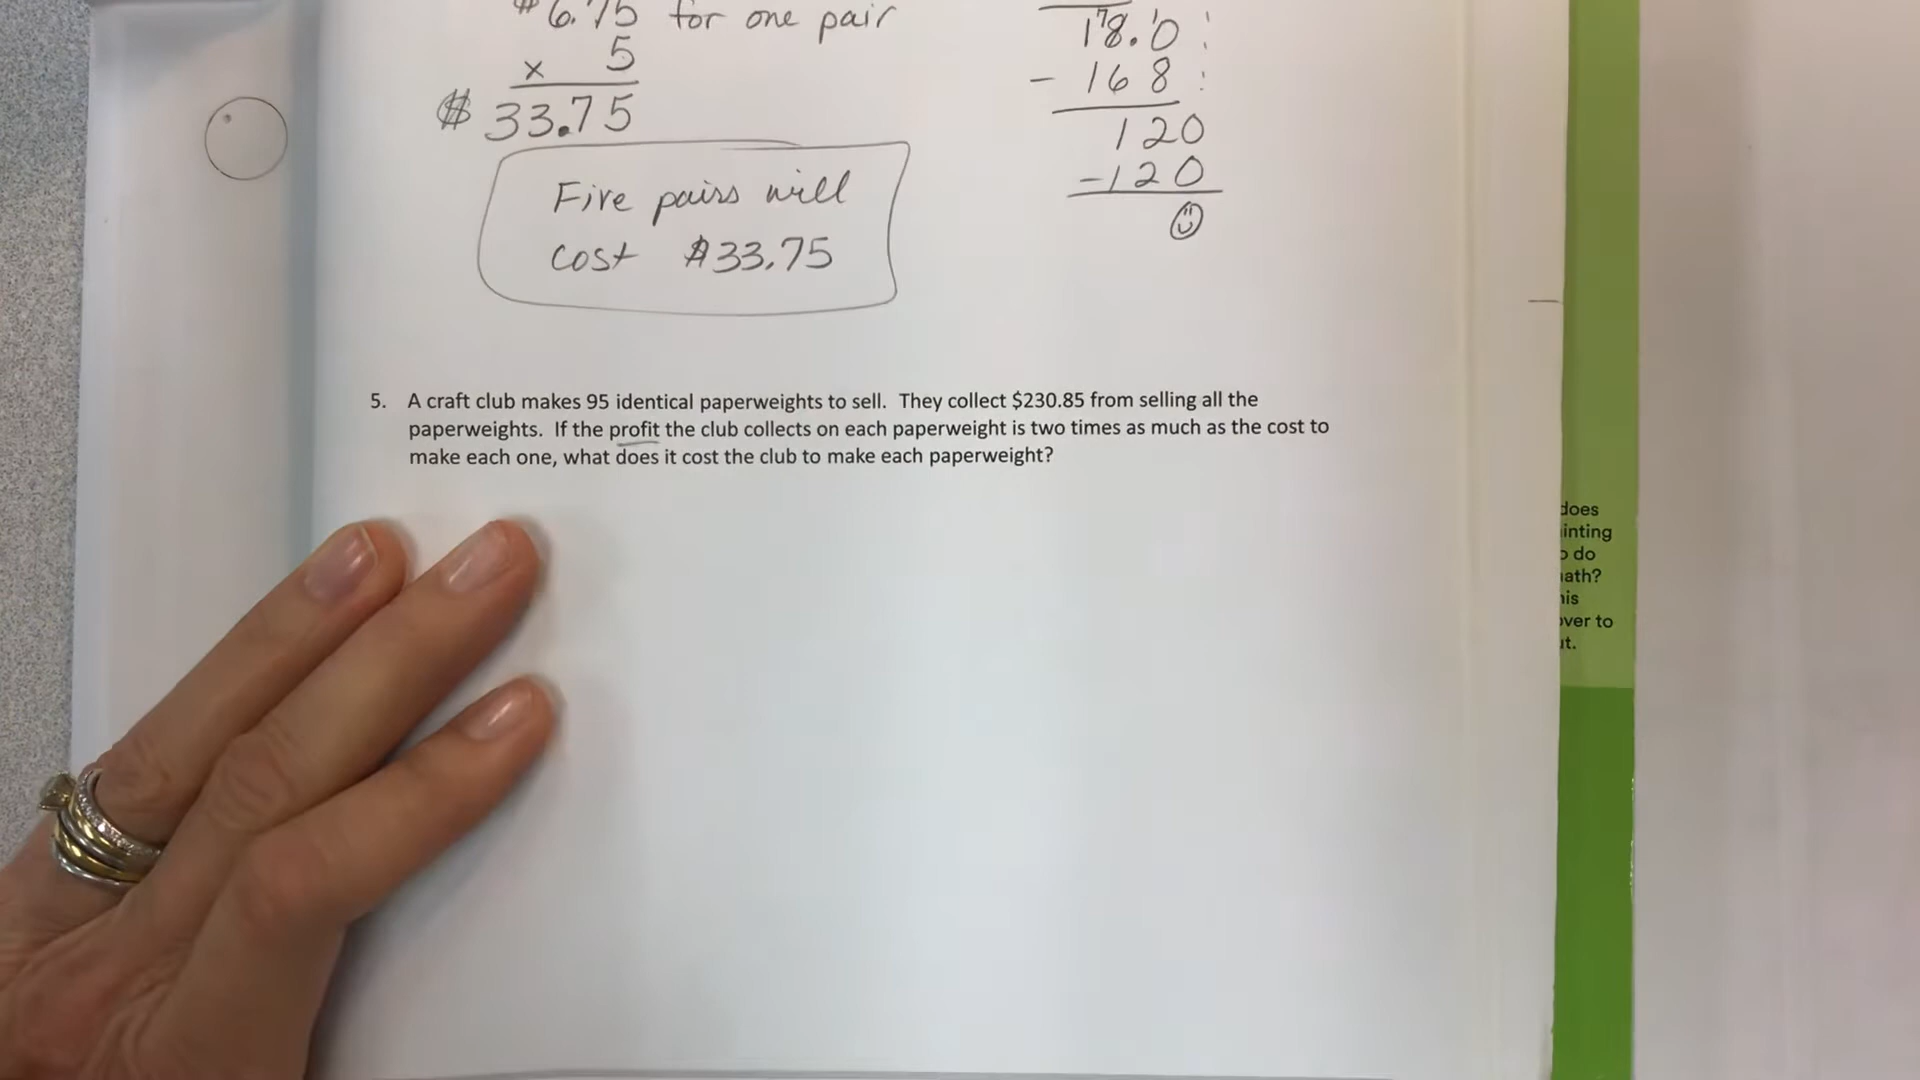 $6.75 for one pair
x 5
$33.75
Five pairs will
cost $33.75
7 1
18.0
- 168
120
-120
5. A craft club makes 95 identical paperweights to sell. They collect $230.85 from selling all the
paperweights. If the profit the club collects on each paperweight is two times as much as the cost to
make each one, what does it cost the club to make each paperweight?
does
inting
do
ath?
is
ver to
t.